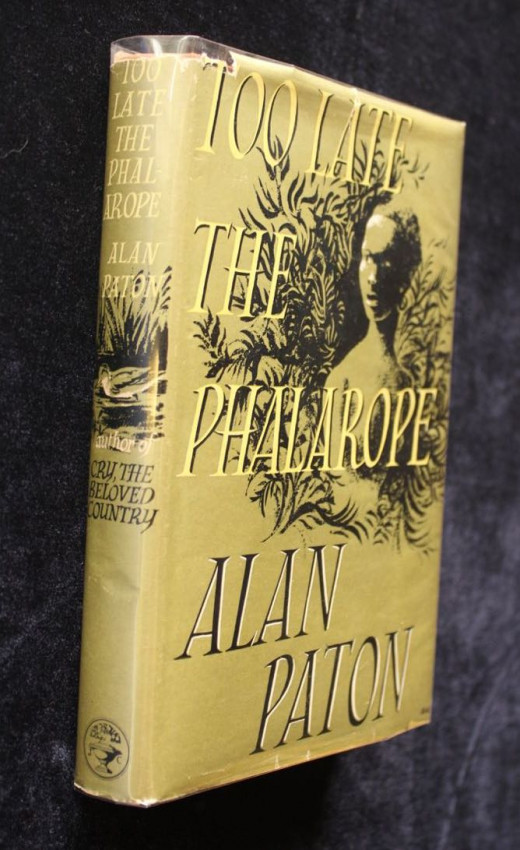 TOO
LATE
THE
PHAL-
AROPE
ALAN
PATON
author of
CRY, THE
BELOVED
COUNTRY
TOO LATE
THE
PHALAROPE
ALAN
PATON